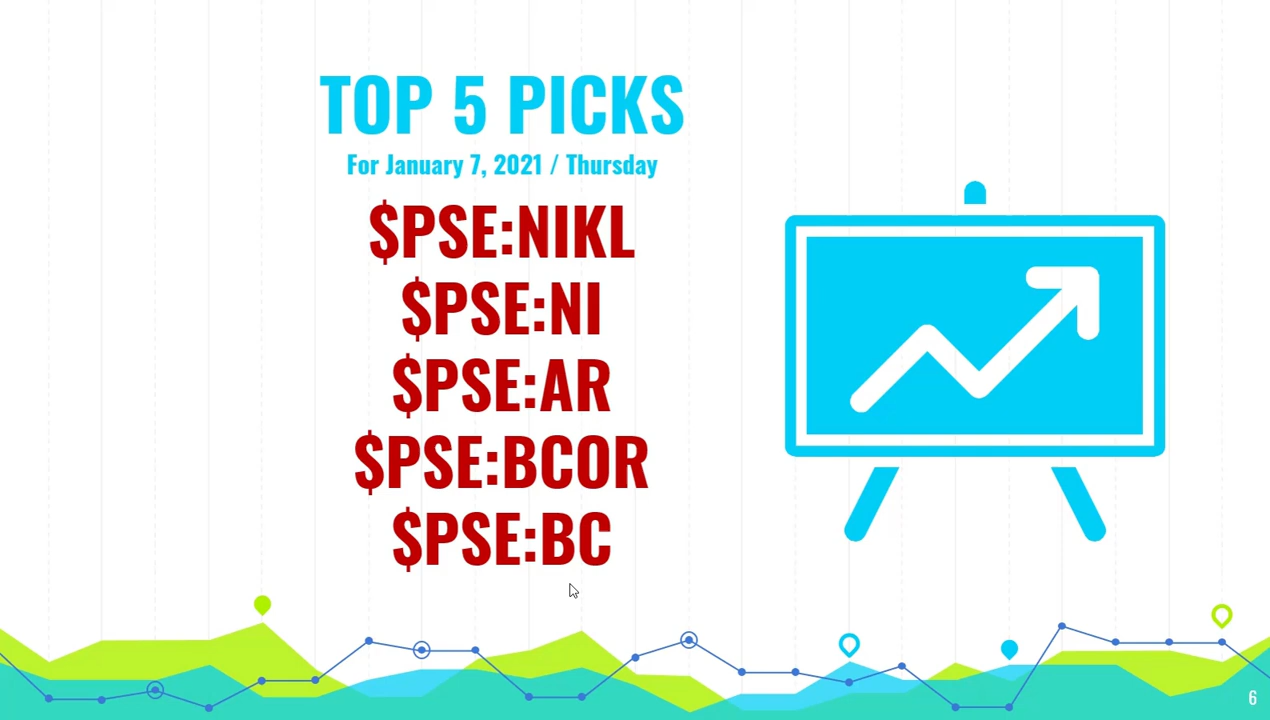 TOP 5 PICKS
For January 7, 2021 / Thursday
$PSE:NIKL
$PSE:NI
$PSE:AR
$PSE:BCOR
$PSE:BC
6